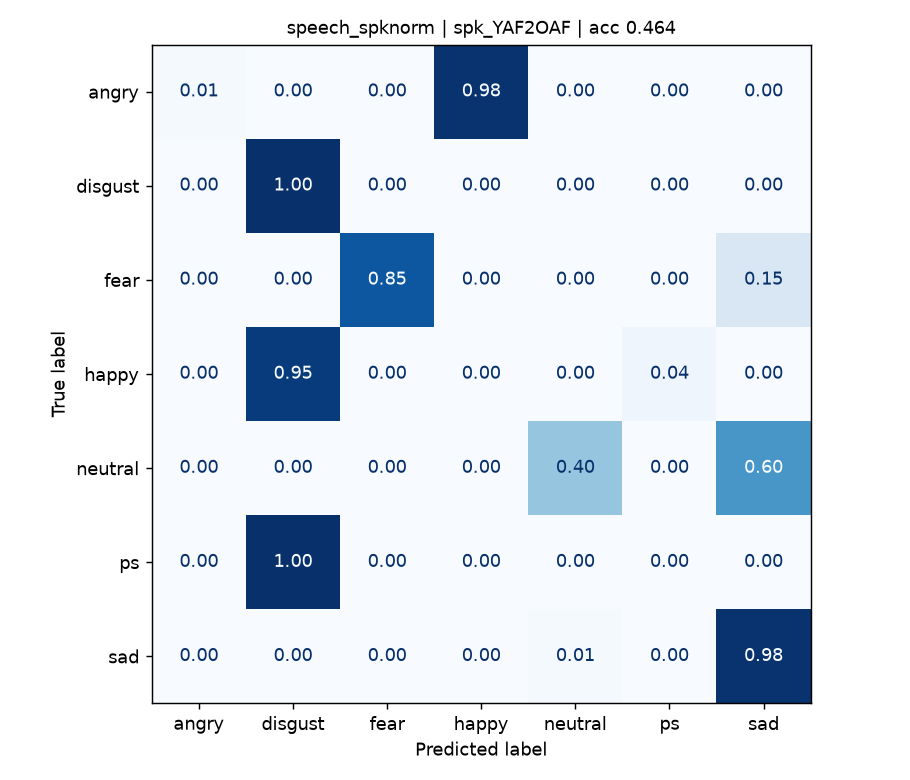 speech_spknorm | spk_YAF2OAF | acc 0.464
angry 0.01 0.00 0.00 0.98 0.00 0.00 0.00
disgust 0.00 1.00 0.00 0.00 0.00 0.00 0.00
fear 0.00 0.00 0.85 0.00 0.00 0.00 0.15
happy 0.00 0.95 0.00 0.00 0.00 0.04 0.00
neutral 0.00 0.00 0.00 0.00 0.40 0.00 0.60
ps 0.00 1.00 0.00 0.00 0.00 0.00 0.00
sad 0.00 0.00 0.00 0.00 0.01 0.00 0.98
True label
angry disgust fear happy neutral ps sad
Predicted label